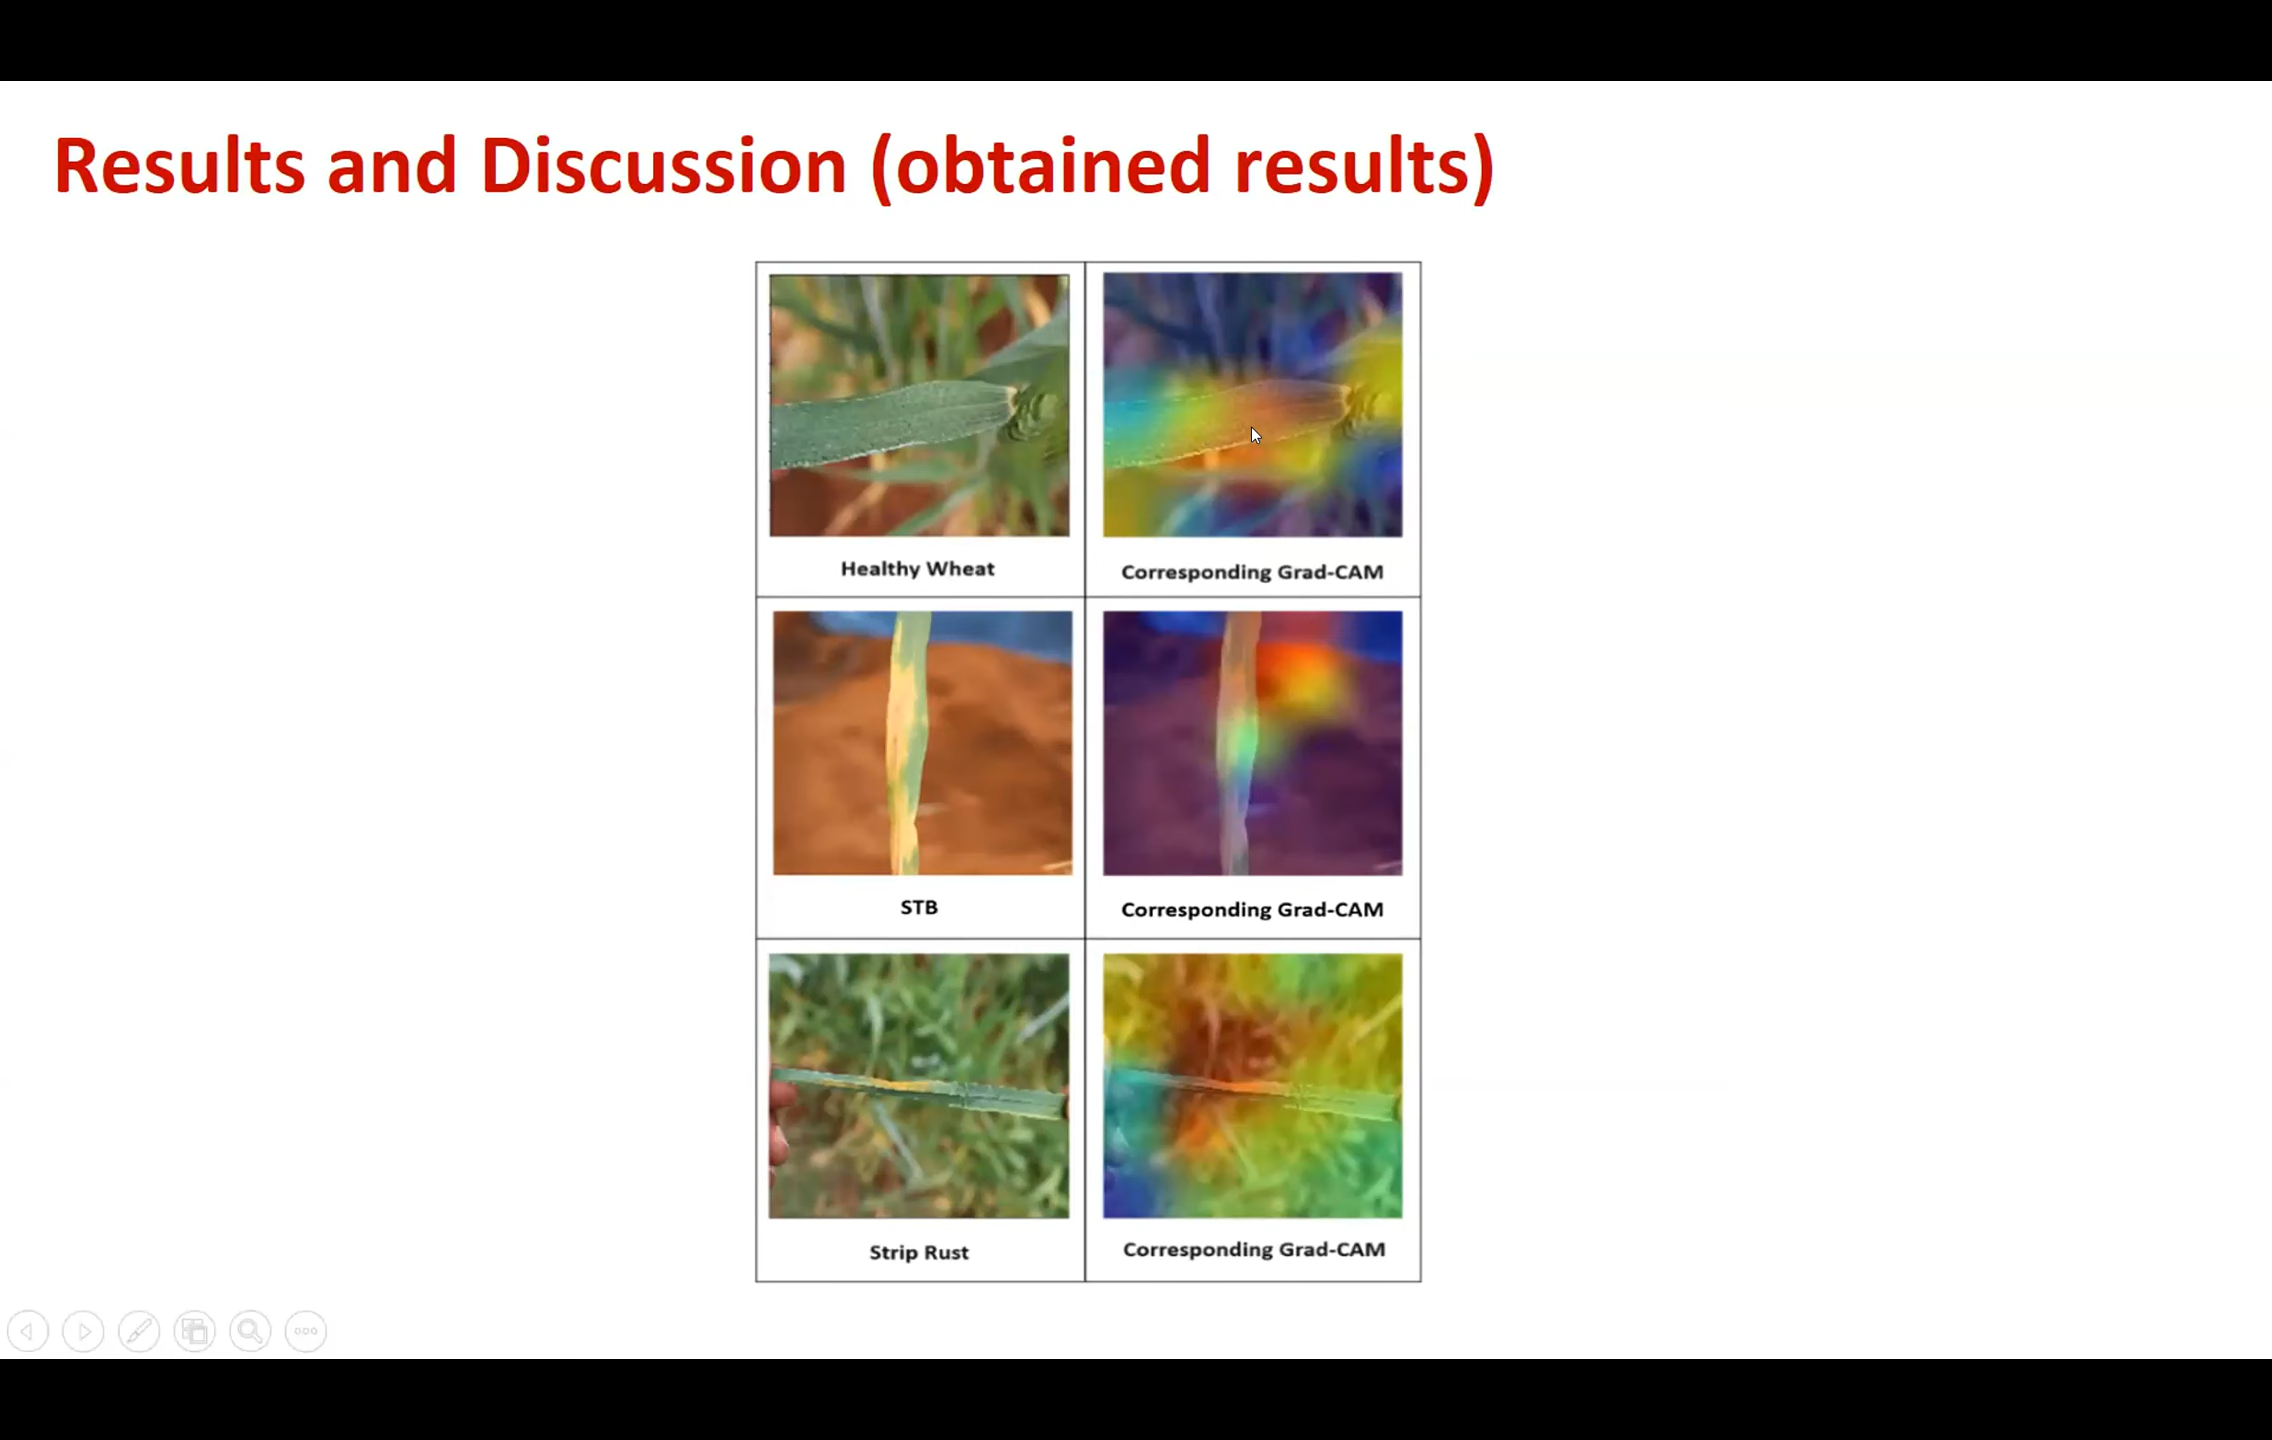 Results and Discussion (obtained results)
Healthy Wheat
Corresponding Grad-CAM
STB
Corresponding Grad-CAM
Strip Rust
Corresponding Grad-CAM